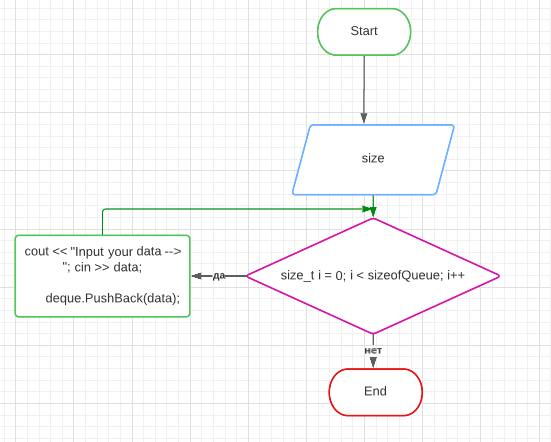 Start
size
cout << "Input your data -->
"; cin >> data;
deque.PushBack(data);
да
size_t i = 0; i < sizeofQueue; i++
нет
End